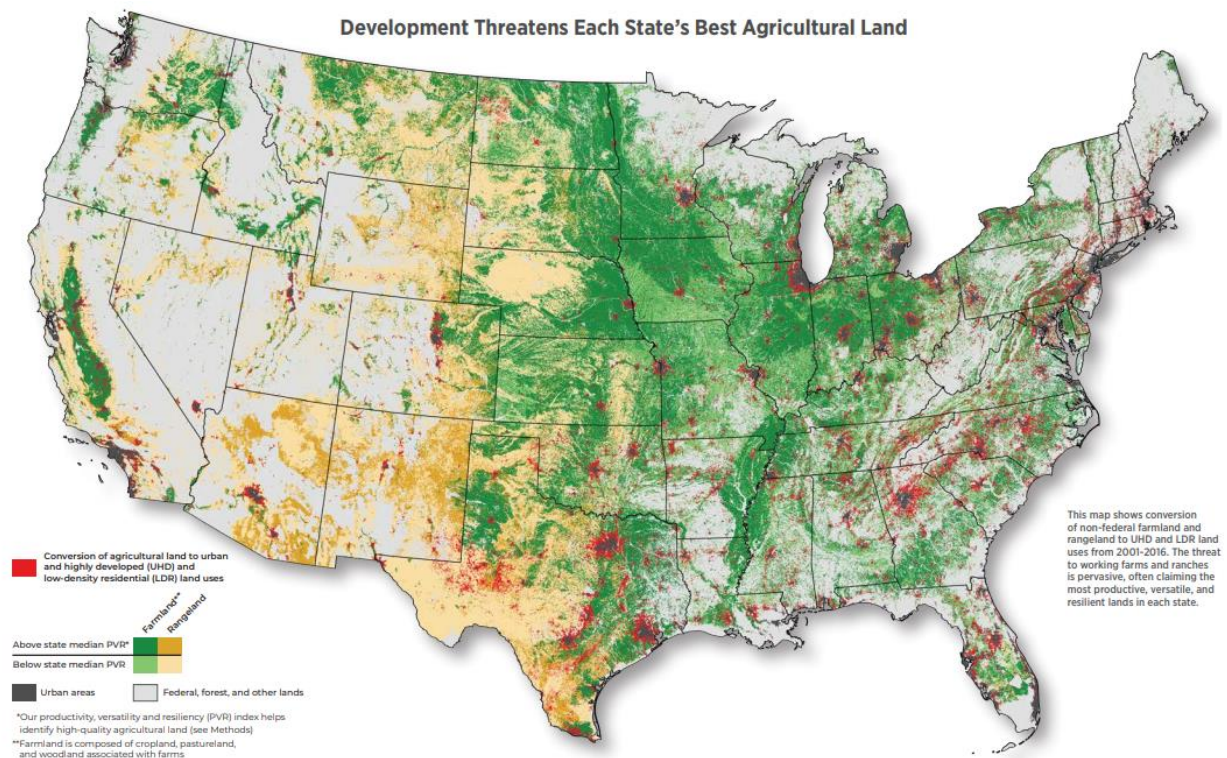 Development Threatens Each State's Best Agricultural Land
This map shows conversion
of non-federal farmland and
rangeland to UHD and LDR land
uses from 2001-2016. The threat
to working farms and ranches
is pervasive, often claiming the
most productive, versatile, and
resilient lands in each state.
Conversion of agricultural land to urban
and highly developed (UHD) and
low-density residential (LDR) land uses
Farmland**
Rangeland
Above state median PVR*
Below state median PVR
Urban areas
Federal, forest, and other lands
*Our productivity, versatility and resiliency (PVR) index helps
identify high-quality agricultural land (see Methods)
**Farmland is composed of cropland, pastureland,
and woodland associated with farms